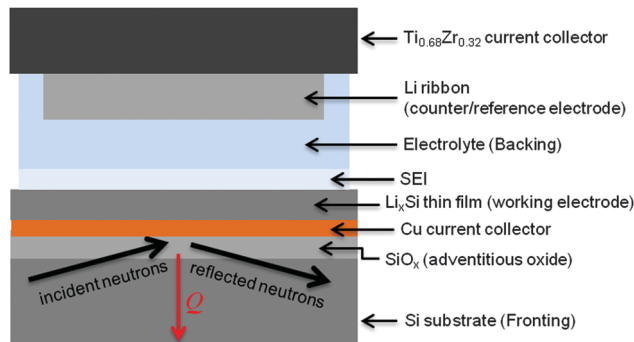 Ti₀.₆₈Zr₀.₃₂ current collector
Li ribbon
(counter/reference electrode)
Electrolyte (Backing)
SEI
LiₓSi thin film (working electrode)
Cu current collector
SiOₓ (adventitious oxide)
incident neutrons
reflected neutrons
Q
Si substrate (Fronting)